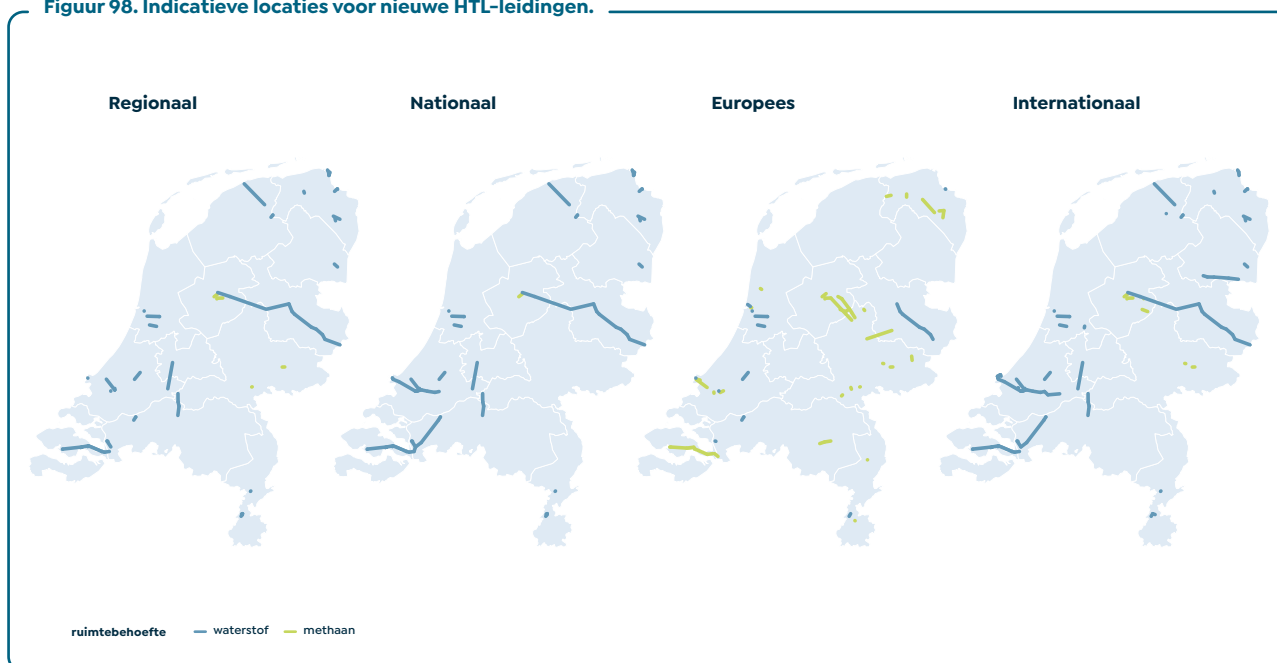 Figuur 98. Indicatieve locaties voor nieuwe HTL-leidingen.
Regionaal
Nationaal
Europees
Internationaal
ruimtebehoefte
waterstof
methaan